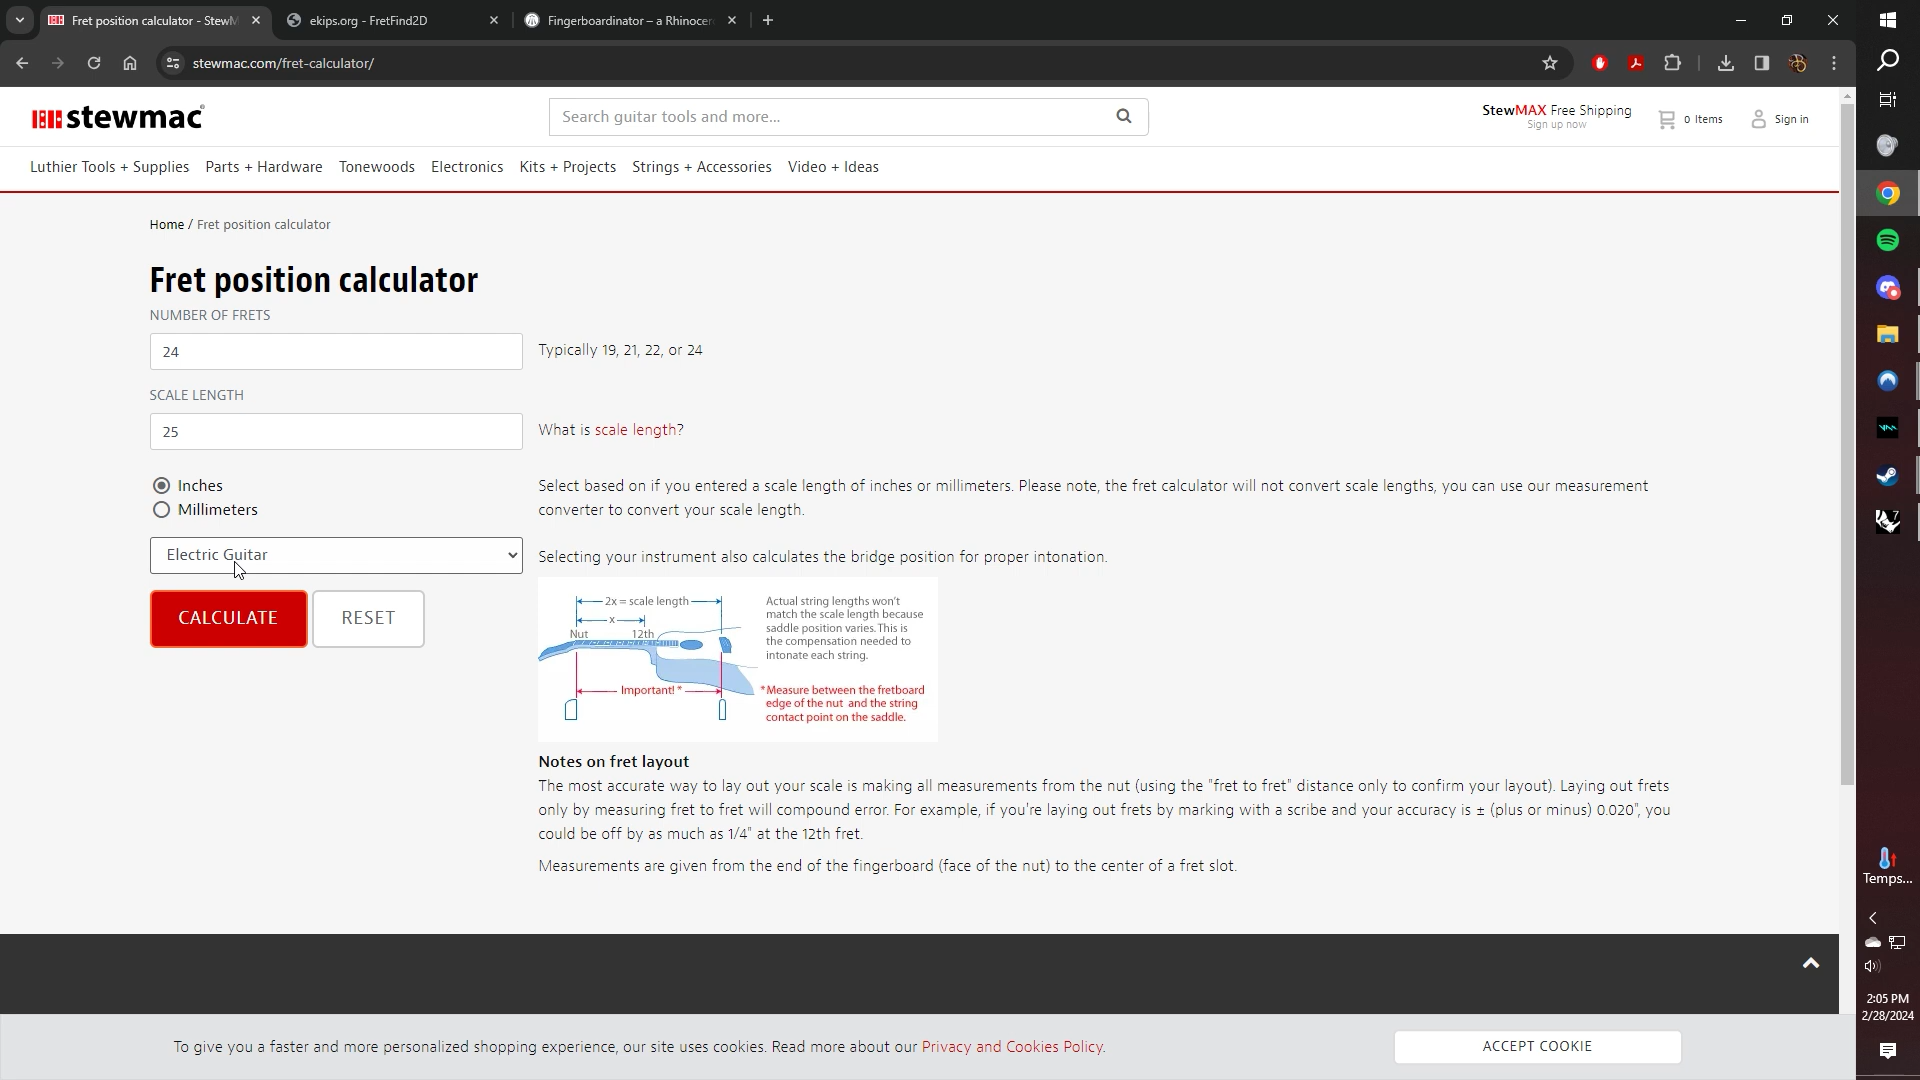 Fret position calculator - StewM
ekips.org - FretFind2D
Fingerboardinator – a Rhinocer
stewmac.com/fret-calculator/
stewmac
Search guitar tools and more...
StewMAX Free Shipping
Sign up now
0 Items
Sign in
Luthier Tools + Supplies Parts + Hardware Tonewoods Electronics Kits + Projects Strings + Accessories Video + Ideas
Home / Fret position calculator
Fret position calculator
NUMBER OF FRETS
24
Typically 19, 21, 22, or 24
SCALE LENGTH
25
What is scale length?
Inches
Millimeters
Select based on if you entered a scale length of inches or millimeters. Please note, the fret calculator will not convert scale lengths, you can use our measurement
converter to convert your scale length.
Electric Guitar
Selecting your instrument also calculates the bridge position for proper intonation.
CALCULATE
RESET
2x = scale length
x
Nut
12th
Important! *
Actual string lengths won't
match the scale length because
saddle position varies. This is
the compensation needed to
intonate each string.
*Measure between the fretboard
edge of the nut and the string
contact point on the saddle.
Notes on fret layout
The most accurate way to lay out your scale is making all measurements from the nut (using the "fret to fret" distance only to confirm your layout). Laying out frets
only by measuring fret to fret will compound error. For example, if you're laying out frets by marking with a scribe and your accuracy is ± (plus or minus) 0.020", you
could be off by as much as 1/4" at the 12th fret.
Measurements are given from the end of the fingerboard (face of the nut) to the center of a fret slot.
To give you a faster and more personalized shopping experience, our site uses cookies. Read more about our Privacy and Cookies Policy.
ACCEPT COOKIE
7
Temps...
2:05 PM
2/28/2024